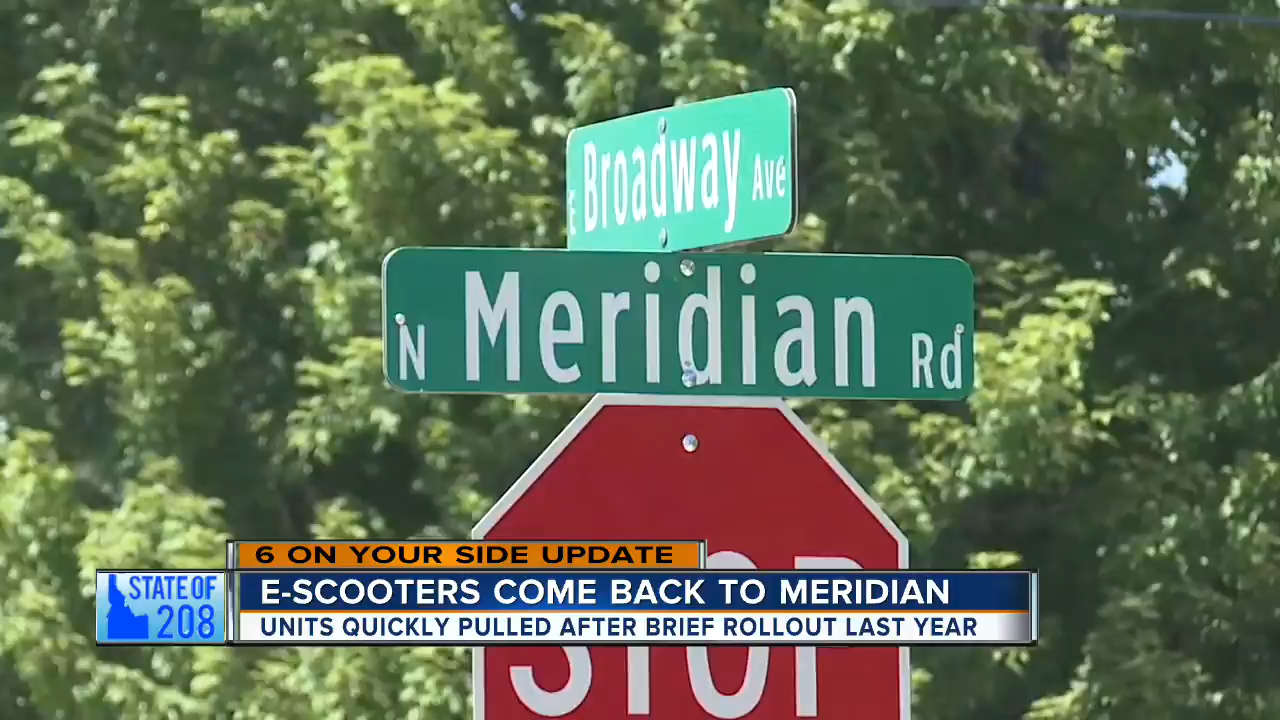 E Broadway Ave
N Meridian Rd
STOP
6 ON YOUR SIDE UPDATE
STATE OF
208
E-SCOOTERS COME BACK TO MERIDIAN
UNITS QUICKLY PULLED AFTER BRIEF ROLLOUT LAST YEAR